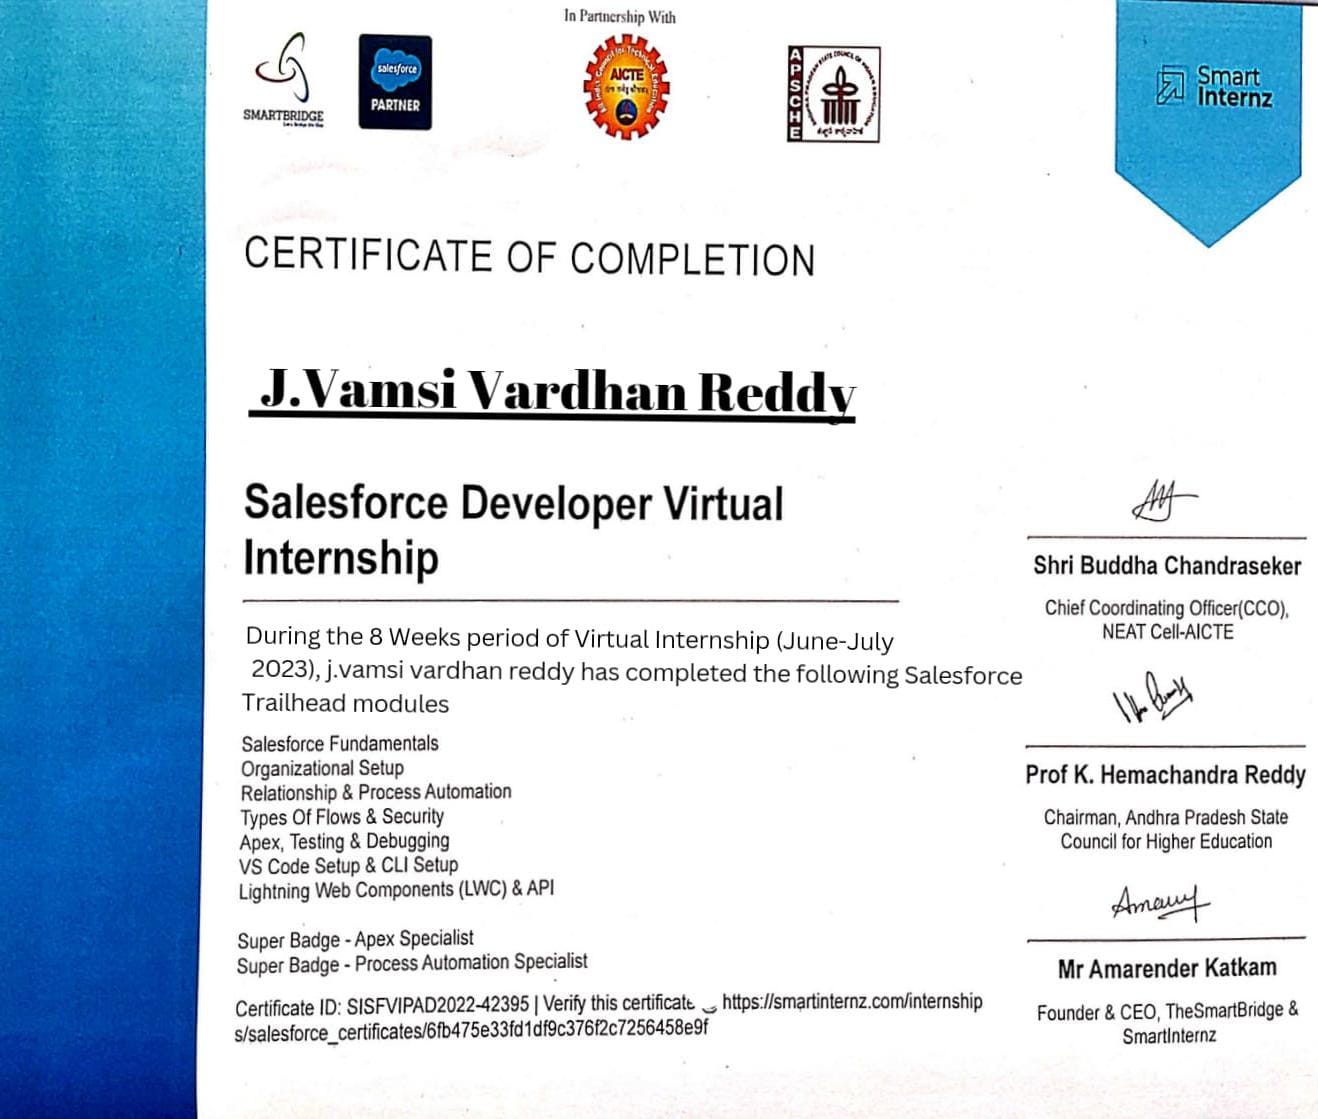 In Partnership With
SMARTBRIDGE
salesforce
PARTNER
AICTE
APSCHE
Smart
Internz
CERTIFICATE OF COMPLETION
J.Vamsi Vardhan Reddy
Salesforce Developer Virtual
Internship
During the 8 Weeks period of Virtual Internship (June-July
2023), j.vamsi vardhan reddy has completed the following Salesforce
Trailhead modules
Salesforce Fundamentals
Organizational Setup
Relationship & Process Automation
Types Of Flows & Security
Apex, Testing & Debugging
VS Code Setup & CLI Setup
Lightning Web Components (LWC) & API
Super Badge - Apex Specialist
Super Badge - Process Automation Specialist
Certificate ID: SISFVIPAD2022-42395 | Verify this certificate https://smartinternz.com/internship
s/salesforce_certificates/6fb475e33fd1df9c376f2c7256458e9f
Shri Buddha Chandraseker
Chief Coordinating Officer(CCO),
NEAT Cell-AICTE
Prof K. Hemachandra Reddy
Chairman, Andhra Pradesh State
Council for Higher Education
Mr Amarender Katkam
Founder & CEO, TheSmartBridge &
SmartInternz